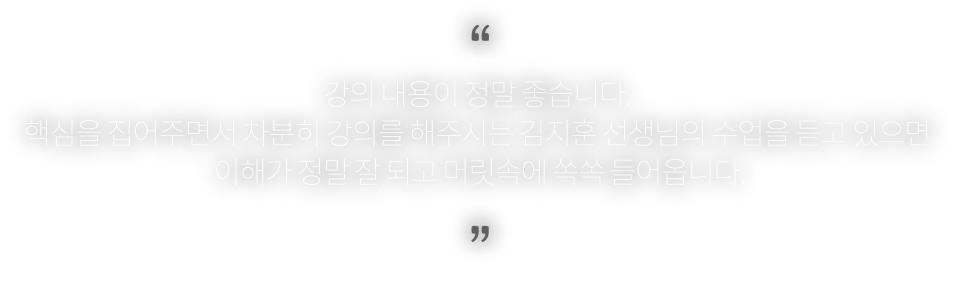 ❝
강의 내용이 정말 좋습니다.
핵심을 집어주면서 차분히 강의를 해주시는 김지훈 선생님의 수업을 듣고 있으면
이해가 정말 잘 되고 머릿속에 쏙쏙 들어옵니다.
❞